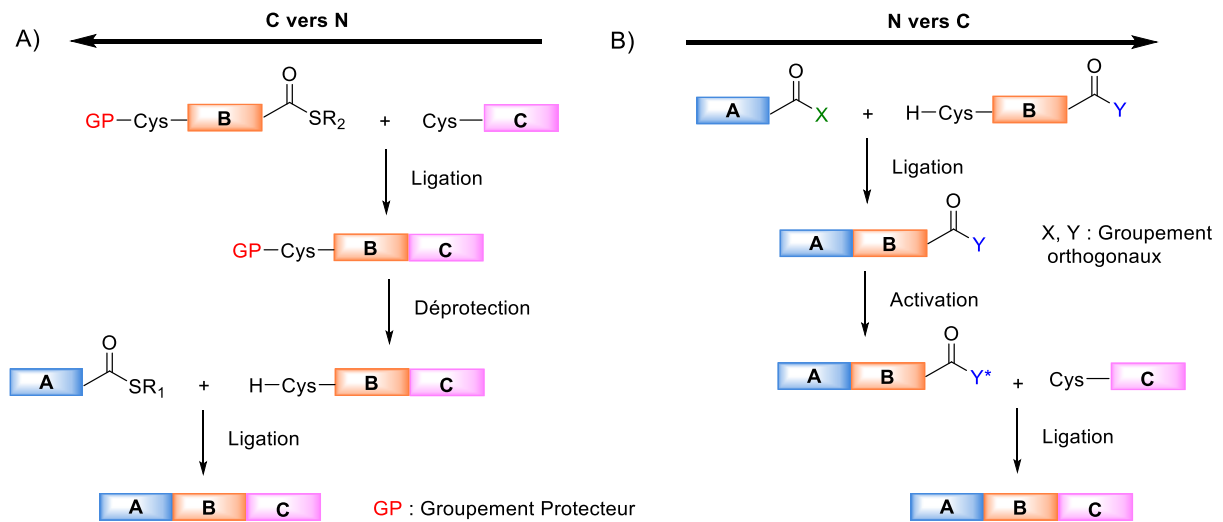 A)
C vers N
GP–Cys–B
O
SR2
+
Cys–C
Ligation
GP–Cys–B C
Déprotection
A
O
SR1
+
H–Cys–B C
Ligation
A B C
GP : Groupement Protecteur
B)
N vers C
A
O
X
+
H–Cys–B
O
Y
Ligation
A B
O
Y
X, Y : Groupement
orthogonaux
Activation
A B
O
Y*
+
Cys–C
Ligation
A B C